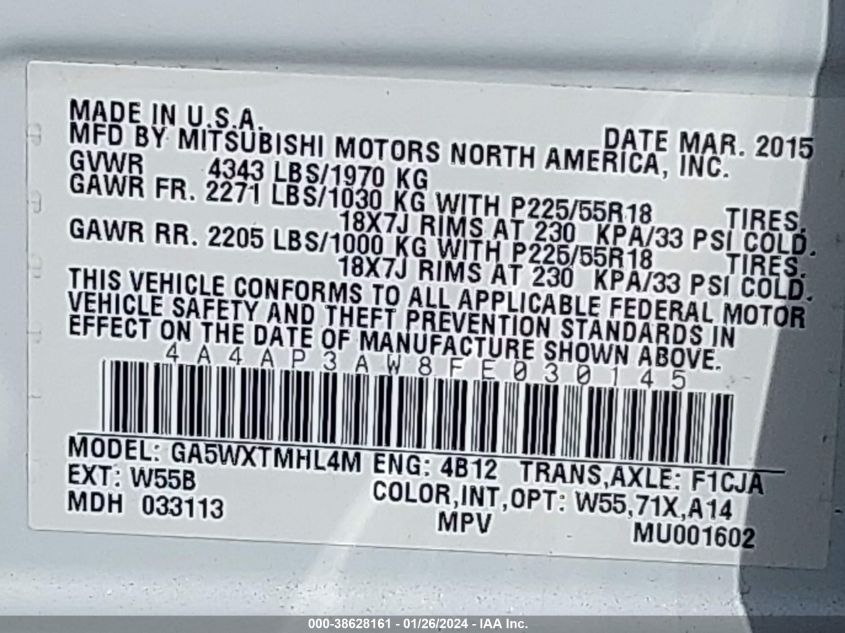 MADE IN U.S.A. DATE MAR. 2015
MFD BY MITSUBISHI MOTORS NORTH AMERICA, INC.
GVWR 4343 LBS/1970 KG
GAWR FR. 2271 LBS/1030 KG WITH P225/55R18 TIRES,
18X7J RIMS AT 230 KPA/33 PSI COLD.
GAWR RR. 2205 LBS/1000 KG WITH P225/55R18 TIRES,
18X7J RIMS AT 230 KPA/33 PSI COLD.
THIS VEHICLE CONFORMS TO ALL APPLICABLE FEDERAL MOTOR
VEHICLE SAFETY AND THEFT PREVENTION STANDARDS IN
EFFECT ON THE DATE OF MANUFACTURE SHOWN ABOVE.
4A4AP3AW8FE030145
MODEL: GA5WXTMHL4M ENG: 4B12 TRANS,AXLE: F1CJA
EXT: W55B COLOR,INT,OPT: W55,71X,A14
MDH 033113 MPV MU001602
000-38628161 - 01/26/2024 - IAA Inc.